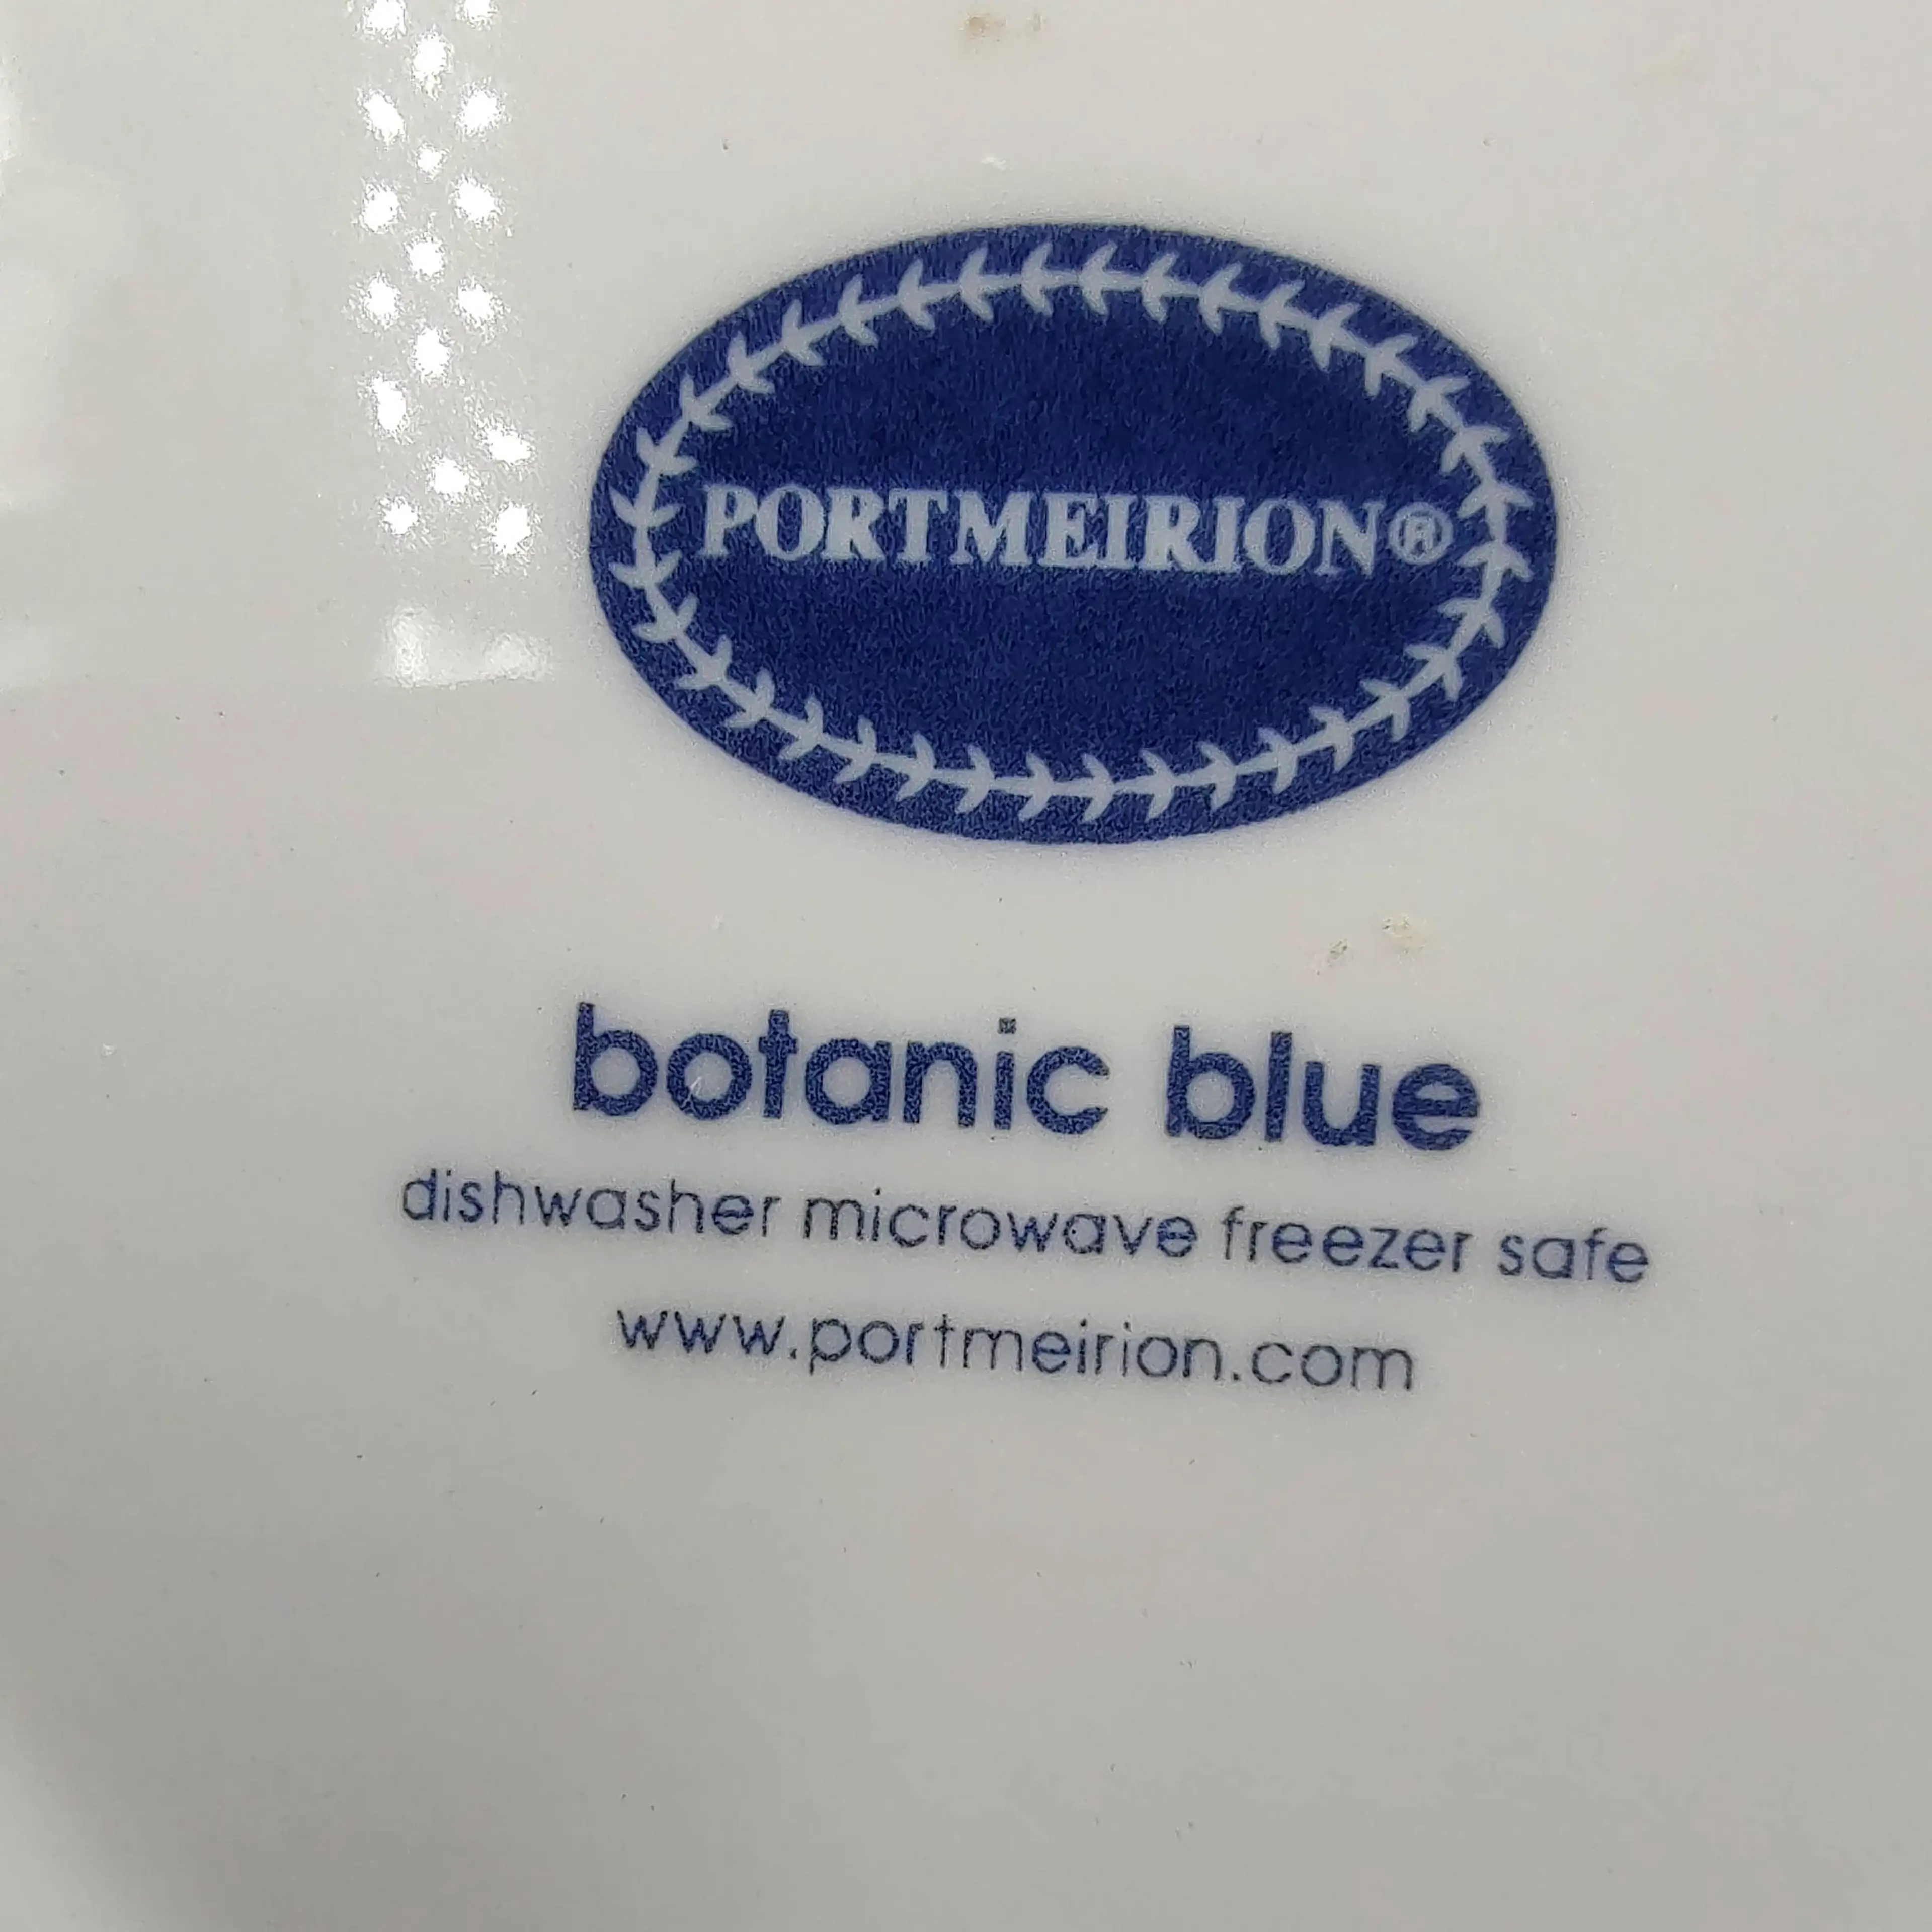 PORTMEIRION®
botanic blue
dishwasher microwave freezer safe
www.portmeirion.com